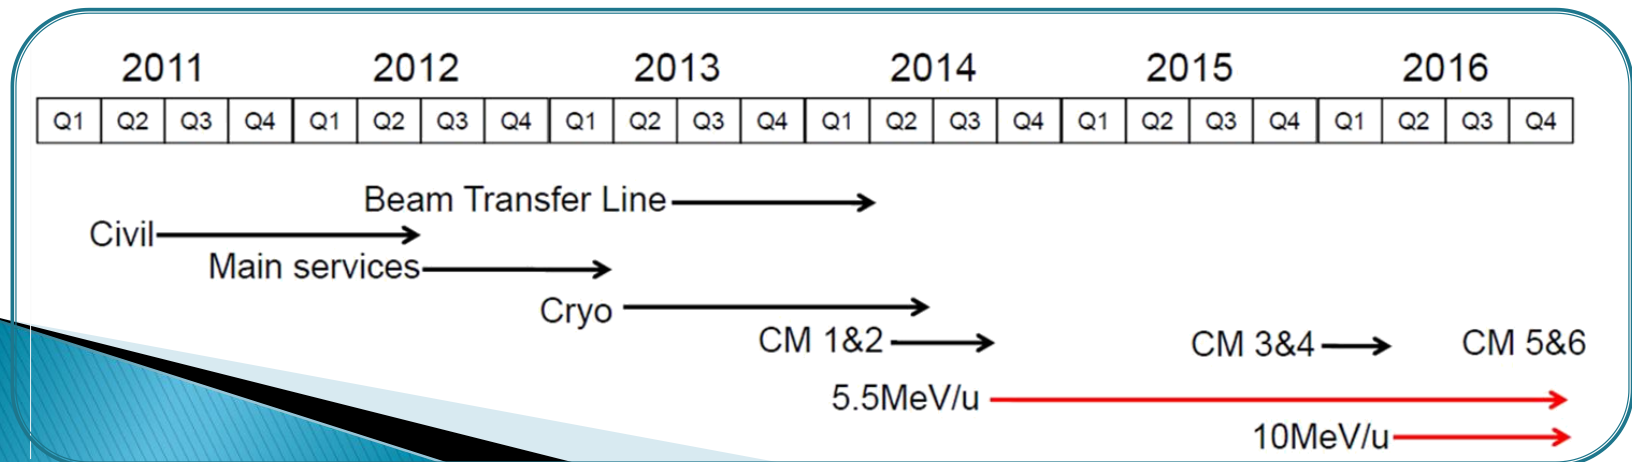 2011 2012 2013 2014 2015 2016
Q1 Q2 Q3 Q4 Q1 Q2 Q3 Q4 Q1 Q2 Q3 Q4 Q1 Q2 Q3 Q4 Q1 Q2 Q3 Q4 Q1 Q2 Q3 Q4
Beam Transfer Line
Civil
Main services
Cryo
CM 1&2 CM 3&4 CM 5&6
5.5MeV/u
10MeV/u